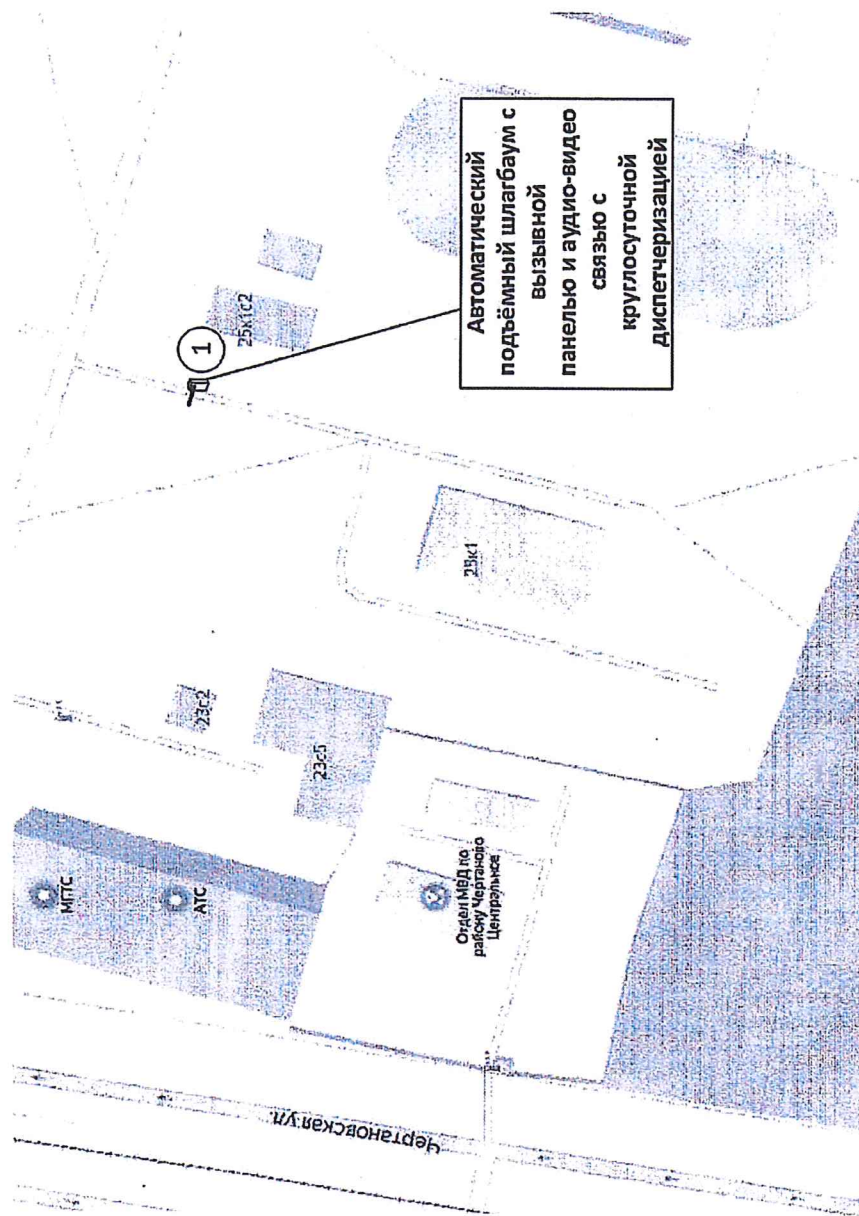 МГТС
АТС
23с2
23с5
Отдел МВД по
району Чертаново
Центральное
Чертановская ул.
25к1
1
25к1с2
Автоматический
подъёмный шлагбаум с
вызывной
панелью и аудио-видео
связью с
круглосуточной
диспетчеризацией